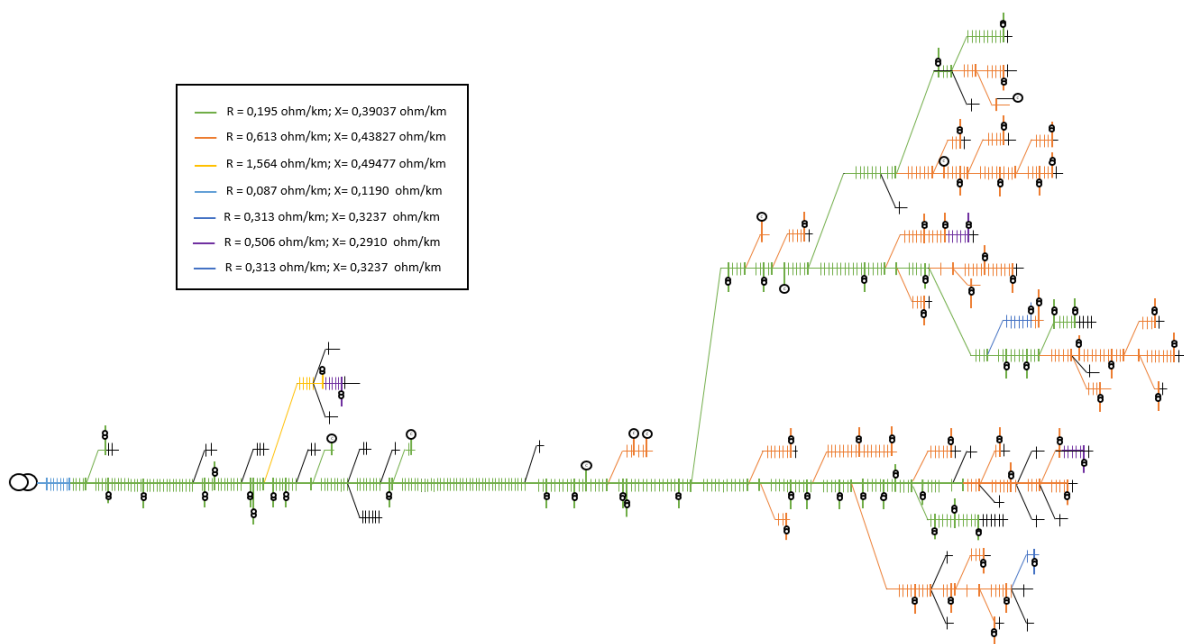 R = 0,195 ohm/km; X= 0,39037 ohm/km
R = 0,613 ohm/km; X= 0,43827 ohm/km
R = 1,564 ohm/km; X= 0,49477 ohm/km
R = 0,087 ohm/km; X= 0,1190 ohm/km
R = 0,313 ohm/km; X= 0,3237 ohm/km
R = 0,506 ohm/km; X= 0,2910 ohm/km
R = 0,313 ohm/km; X= 0,3237 ohm/km